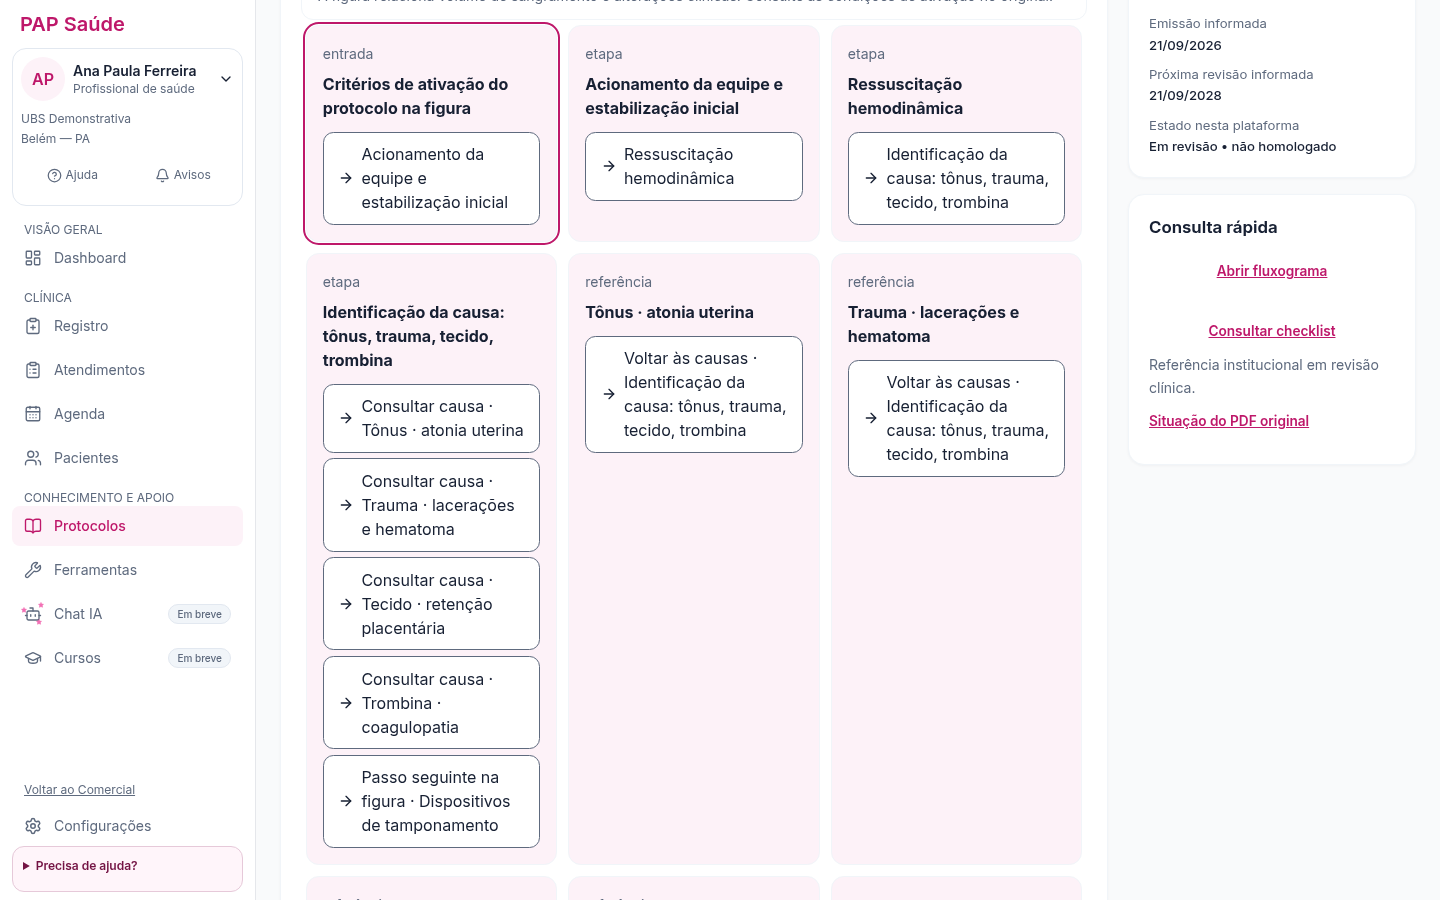 PAP Saúde
AP
Ana Paula Ferreira
Profissional de saúde
UBS Demonstrativa
Belém — PA
Ajuda
Avisos
VISÃO GERAL
Dashboard
CLÍNICA
Registro
Atendimentos
Agenda
Pacientes
CONHECIMENTO E APOIO
Protocolos
Ferramentas
Chat IA
Em breve
Cursos
Em breve
Voltar ao Comercial
Configurações
Precisa de ajuda?
entrada
Critérios de ativação do
protocolo na figura
Acionamento da
equipe e
estabilização inicial
etapa
Acionamento da equipe e
estabilização inicial
Ressuscitação
hemodinâmica
etapa
Ressuscitação
hemodinâmica
Identificação da
causa: tônus, trauma,
tecido, trombina
etapa
Identificação da causa:
tônus, trauma, tecido,
trombina
Consultar causa ·
Tônus · atonia uterina
Consultar causa ·
Trauma · lacerações
e hematoma
Consultar causa ·
Tecido · retenção
placentária
Consultar causa ·
Trombina ·
coagulopatia
Passo seguinte na
figura · Dispositivos
de tamponamento
referência
Tônus · atonia uterina
Voltar às causas ·
Identificação da
causa: tônus, trauma,
tecido, trombina
referência
Trauma · lacerações e
hematoma
Voltar às causas ·
Identificação da
causa: tônus, trauma,
tecido, trombina
Emissão informada
21/09/2026
Próxima revisão informada
21/09/2028
Estado nesta plataforma
Em revisão • não homologado
Consulta rápida
Abrir fluxograma
Consultar checklist
Referência institucional em revisão
clínica.
Situação do PDF original